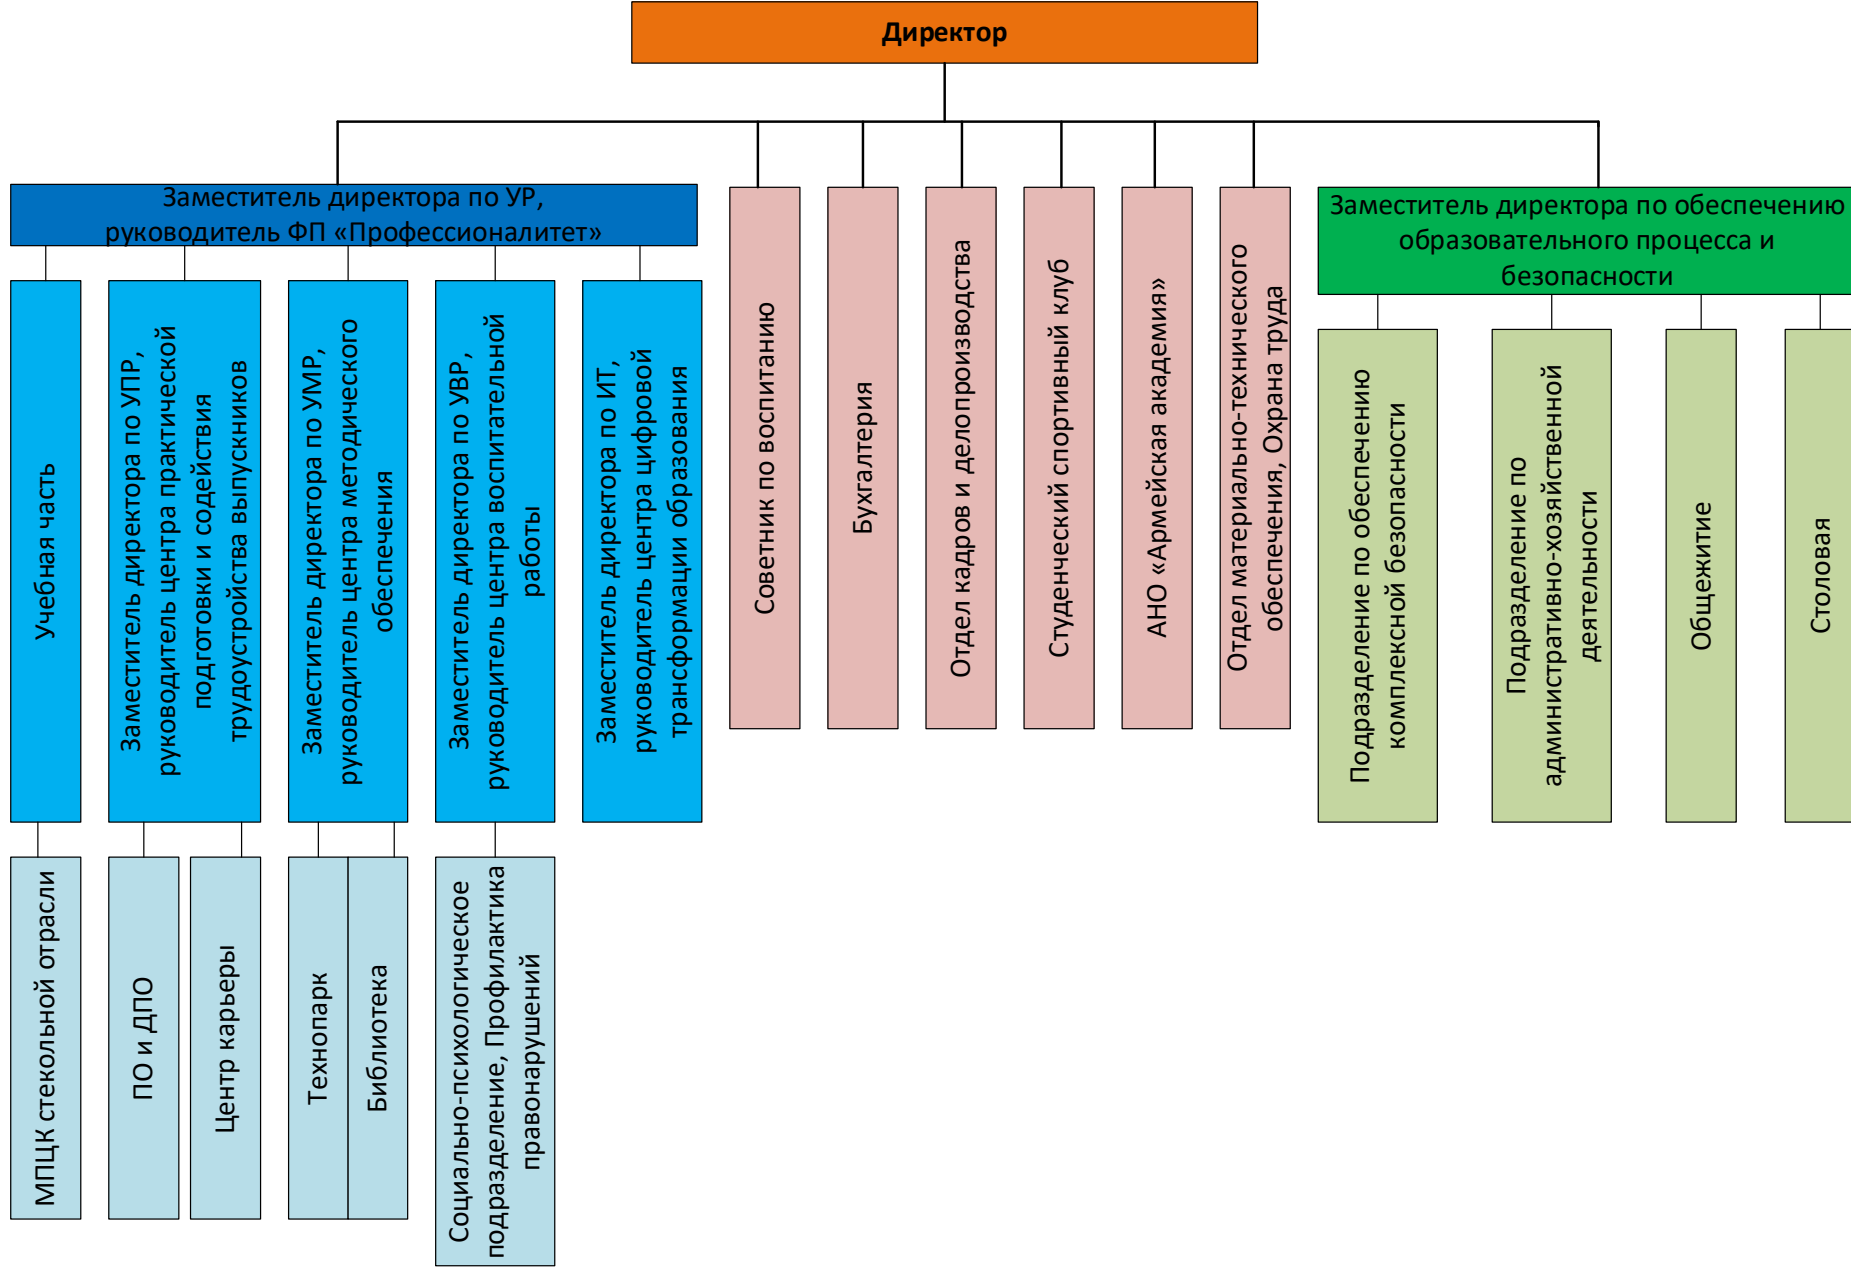 Директор
Заместитель директора по УР,
руководитель ФП «Профессионалитет»
Учебная часть
Заместитель директора по УПР,
руководитель центра практической
подготовки и содействия
трудоустройства выпускников
Заместитель директора по УМР,
руководитель центра методического
обеспечения
Заместитель директора по УВР,
руководитель центра воспитательной
работы
Заместитель директора по ИТ,
руководитель центра цифровой
трансформации образования
МПЦК стекольной отрасли
ПО и ДПО
Центр карьеры
Технопарк
Библиотека
Социально-психологическое
подразделение, Профилактика
правонарушений
Советник по воспитанию
Бухгалтерия
Отдел кадров и делопроизводства
Студенческий спортивный клуб
АНО «Армейская академия»
Отдел материально-технического
обеспечения, Охрана труда
Заместитель директора по обеспечению
образовательного процесса и
безопасности
Подразделение по обеспечению
комплексной безопасности
Подразделение по
административно-хозяйственной
деятельности
Общежитие
Столовая